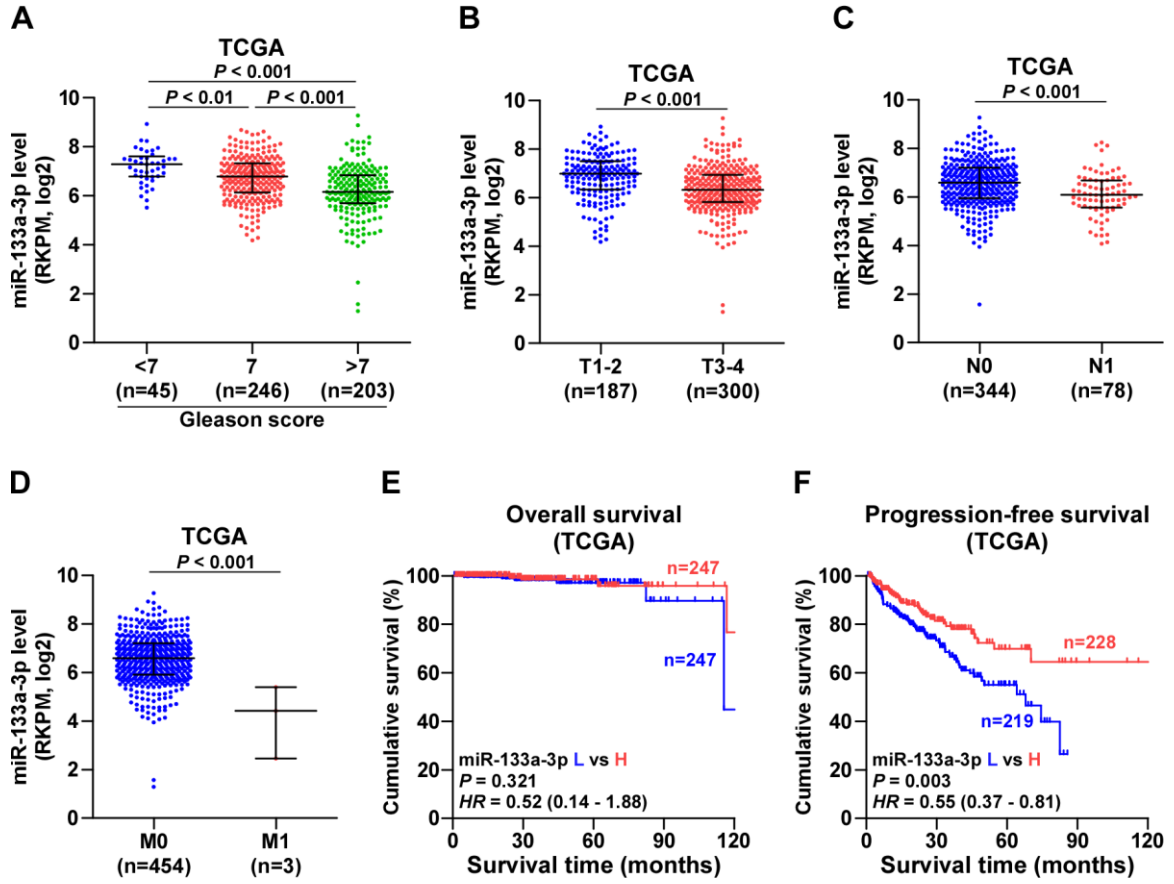 A
TCGA
P < 0.001
P < 0.01
P < 0.001
miR-133a-3p level
(RKPM, log2)
10
8
6
4
2
0
<7
7
>7
(n=45)
(n=246)
(n=203)
Gleason score
B
TCGA
P < 0.001
miR-133a-3p level
(RKPM, log2)
10
8
6
4
2
0
T1-2
T3-4
(n=187)
(n=300)
C
TCGA
P < 0.001
miR-133a-3p level
(RKPM, log2)
10
8
6
4
2
0
N0
N1
(n=344)
(n=78)
D
TCGA
P < 0.001
miR-133a-3p level
(RKPM, log2)
10
8
6
4
2
0
M0
M1
(n=454)
(n=3)
E
Overall survival
(TCGA)
Cumulative survival (%)
100
80
60
40
20
0
n=247
n=247
miR-133a-3p L vs H
P = 0.321
HR = 0.52 (0.14 - 1.88)
0
30
60
90
120
Survival time (months)
F
Progression-free survival
(TCGA)
Cumulative survival (%)
100
80
60
40
20
0
n=228
n=219
miR-133a-3p L vs H
P = 0.003
HR = 0.55 (0.37 - 0.81)
0
30
60
90
120
Survival time (months)